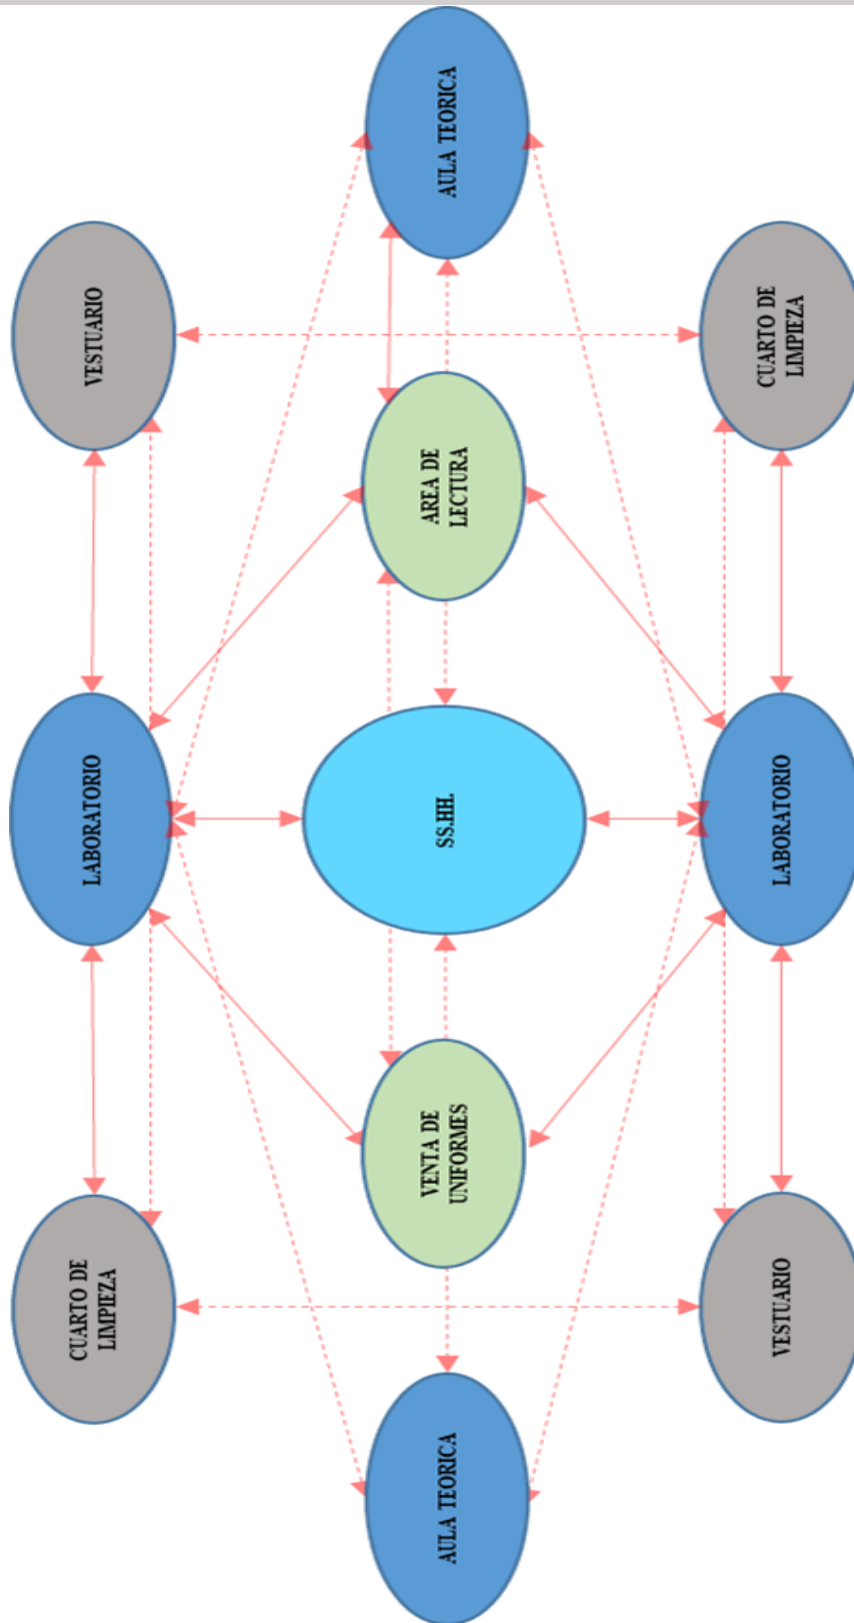 CUARTO DE
LIMPIEZA
LABORATORIO
VESTUARIO
AULA TEORICA
VENTA DE
UNIFORMES
SS.HH.
AREA DE
LECTURA
AULA TEORICA
VESTUARIO
LABORATORIO
CUARTO DE
LIMPIEZA